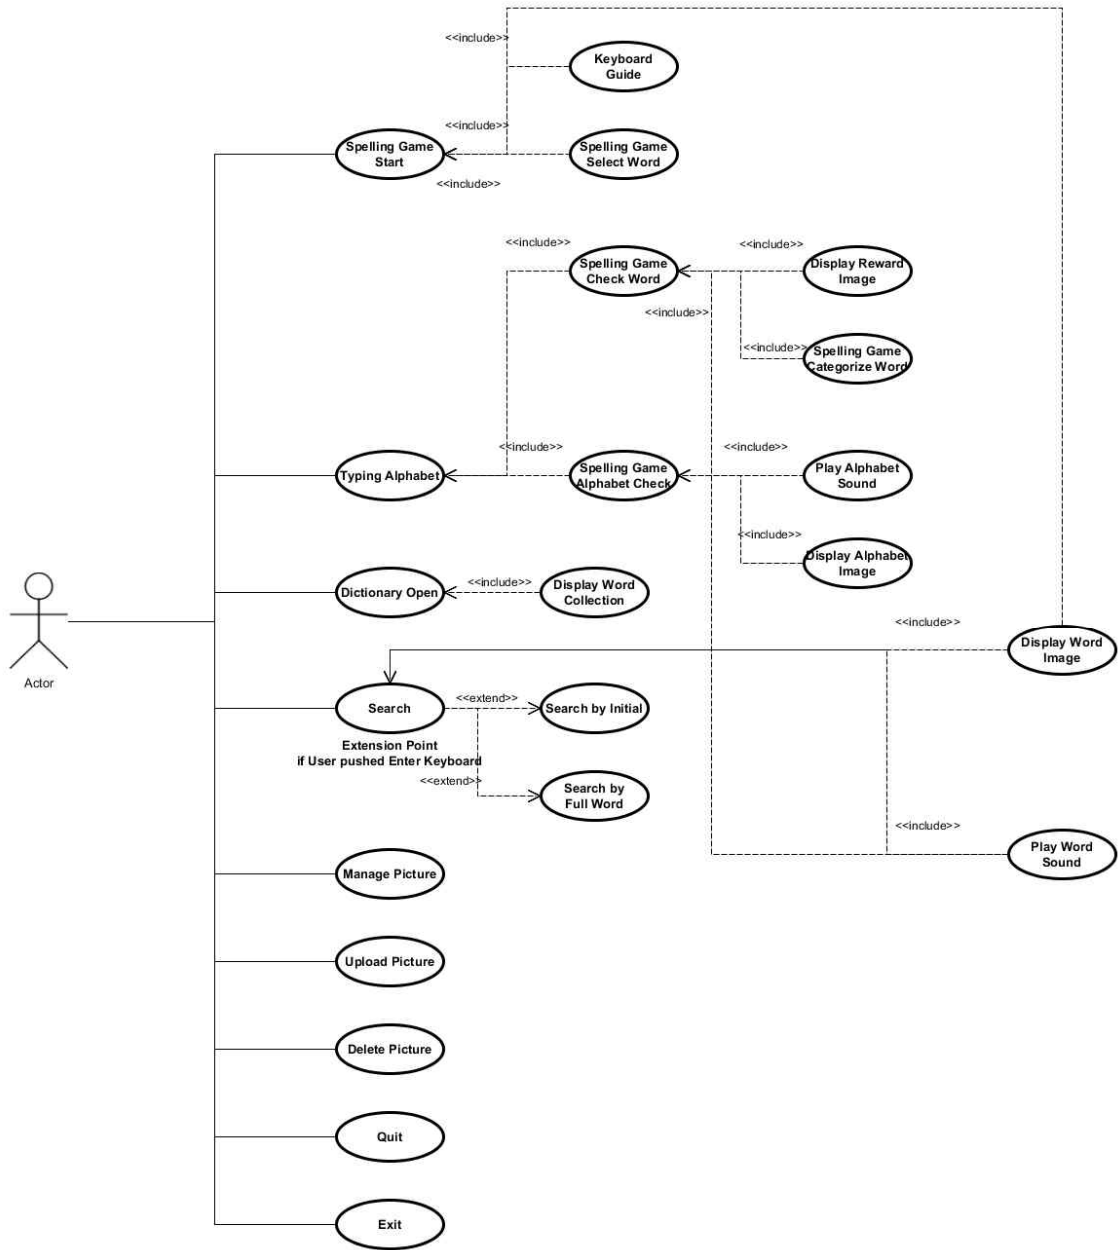 <<include>>
Keyboard
Guide
<<include>>
Spelling Game
Start
Spelling Game
Select Word
<<include>>
<<include>>
<<include>>
Spelling Game
Check Word
Display Reward
Image
<<include>>
<<include>>
Spelling Game
Categorize Word
<<include>>
<<include>>
Typing Alphabet
Spelling Game
Alphabet Check
Play Alphabet
Sound
<<include>>
Display Alphabet
Image
Actor
Dictionary Open
<<include>>
Display Word
Collection
<<include>>
Display Word
Image
Search
<<extend>>
Search by Initial
Extension Point
if User pushed Enter Keyboard
<<extend>>
Search by
Full Word
<<include>>
Play Word
Sound
Manage Picture
Upload Picture
Delete Picture
Quit
Exit